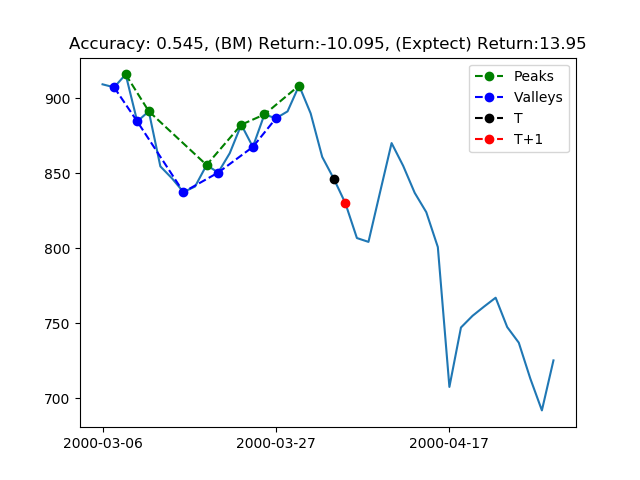 Accuracy: 0.545, (BM) Return:-10.095, (Exptect) Return:13.95
Peaks
Valleys
T
T+1
900
850
800
750
700
2000-03-06
2000-03-27
2000-04-17